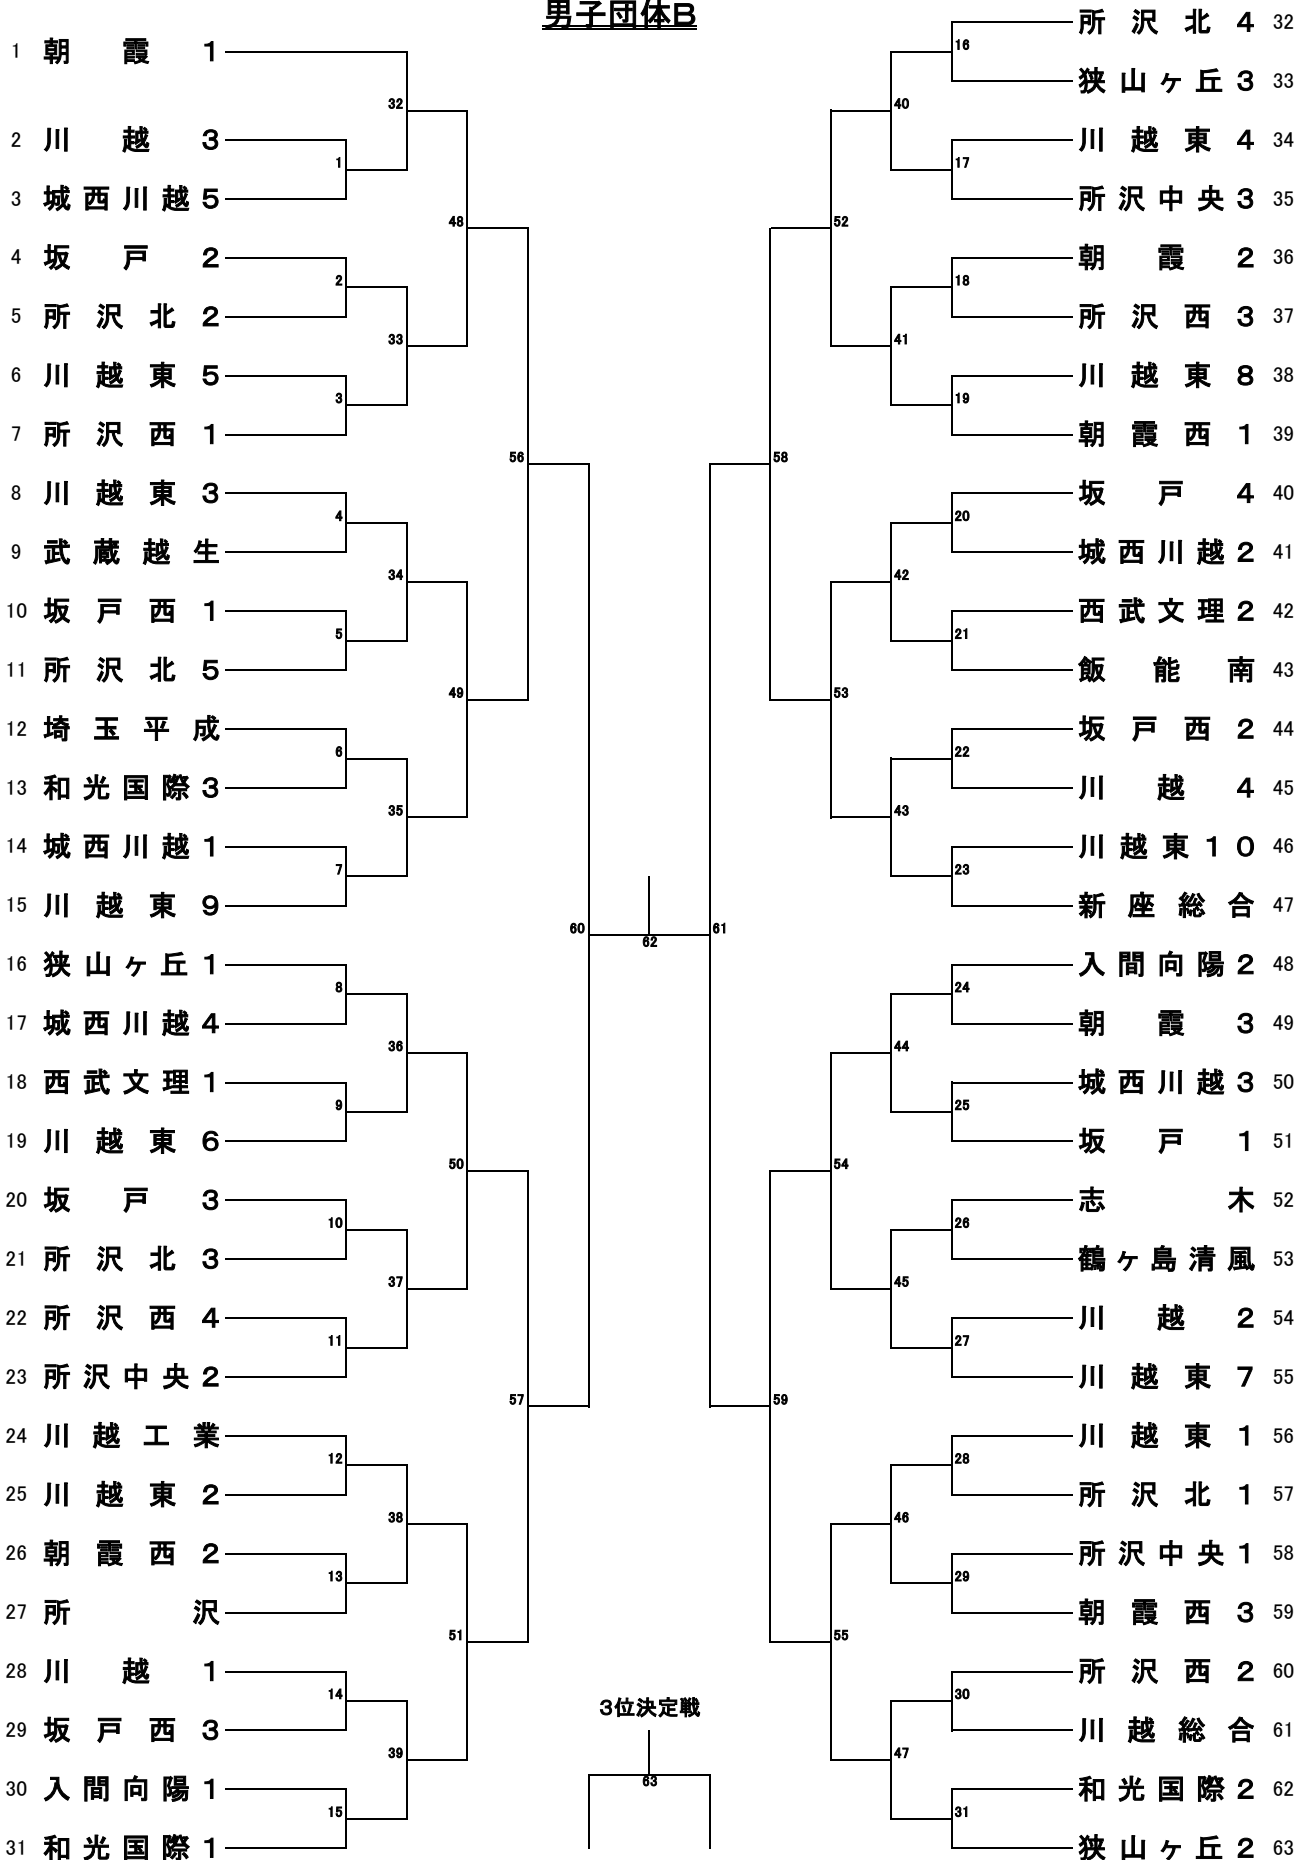 男子団体B
1 朝霞1
2 川越3
3 城西川越5
4 坂戸2
5 所沢北2
6 川越東5
7 所沢西1
8 川越東3
9 武蔵越生
10 坂戸西1
11 所沢北5
12 埼玉平成
13 和光国際3
14 城西川越1
15 川越東9
16 狭山ヶ丘1
17 城西川越4
18 西武文理1
19 川越東6
20 坂戸3
21 所沢北3
22 所沢西4
23 所沢中央2
24 川越工業
25 川越東2
26 朝霞西2
27 所沢
28 川越1
29 坂戸西3
30 入間向陽1
31 和光国際1
1
2
3
4
5
6
7
8
9
10
11
12
13
14
15
32
33
34
35
36
37
38
39
48
49
50
51
56
57
60
62
61
58
59
52
53
54
55
40
41
42
43
44
45
46
47
16
17
18
19
20
21
22
23
24
25
26
27
28
29
30
31
所沢北4 32
狭山ヶ丘3 33
川越東4 34
所沢中央3 35
朝霞2 36
所沢西3 37
川越東8 38
朝霞西1 39
坂戸4 40
城西川越2 41
西武文理2 42
飯能南 43
坂戸西2 44
川越4 45
川越東10 46
新座総合 47
入間向陽2 48
朝霞3 49
城西川越3 50
坂戸1 51
志木 52
鶴ヶ島清風 53
川越2 54
川越東7 55
川越東1 56
所沢北1 57
所沢中央1 58
朝霞西3 59
所沢西2 60
川越総合 61
和光国際2 62
狭山ヶ丘2 63
3位決定戦
63